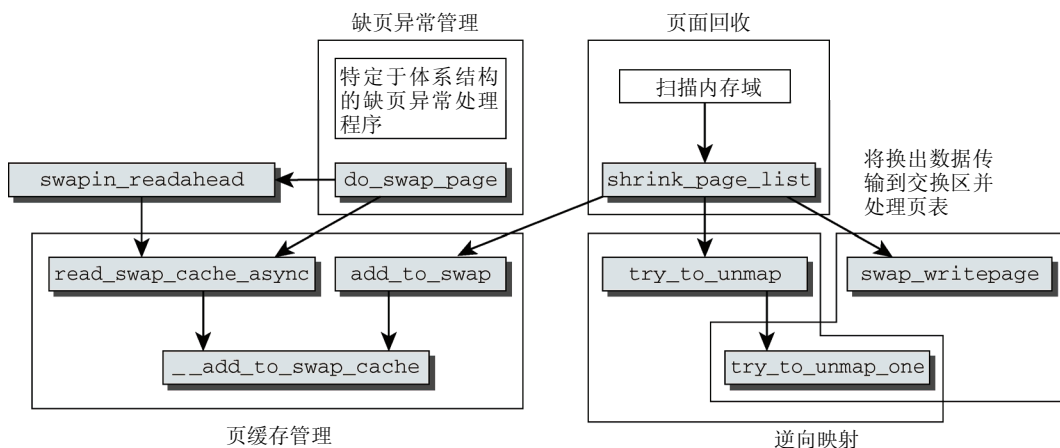 缺页异常管理
页面回收
特定于体系结构
的缺页异常处理
程序
扫描内存域
swapin_readahead
do_swap_page
shrink_page_list
将换出数据传
输到交换区并
处理页表
read_swap_cache_async
add_to_swap
try_to_unmap
swap_writepage
__add_to_swap_cache
try_to_unmap_one
页缓存管理
逆向映射